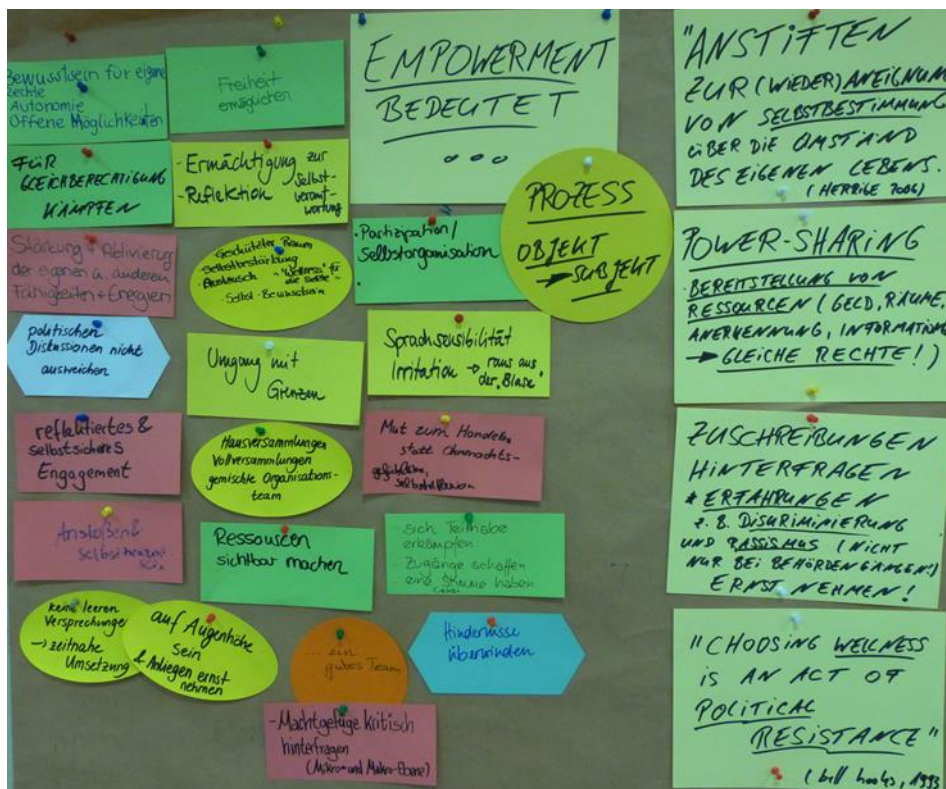 EMPOWERMENT
BEDEUTET
...
Bewusstsein für eigene
Rechte
Autonomie
Offene Möglichkeiten
Freiheit
ermöglichen
FÜR
GLEICHBERECHTIGUNG
KÄMPFEN
- Ermächtigung zur
Selbst-
verant-
wortung
- Reflektion
PROZESS
OBJEKT
→ SUBJEKT
Stärkung + Aktivierung
der eigenen u. anderen
Fähigkeiten + Energien
Geschützter Raum
Selbstbestärkung
• Austausch - "Wellness" für
die Seele -
- Selbst-Bewusstsein
• Partizipation /
Selbstorganisation
politischen
Diskussionen nicht
ausweichen
Umgang mit
Grenzen
Sprachsensibilität
Irritation → raus aus
der „Blase“
reflektiertes &
selbstsicheres
Engagement
Hausversammlungen
Vollversammlungen
gemischte Organisations-
team
Mut zum Handeln
statt Ohnmachts-
gefühle
Anstoßen &
Ressourcen
sichtbar machen
- sich Teilhabe
erkämpfen
- Zugänge schaffen
eine Stimme haben
keine leeren
Versprechungen
→ zeitnahe
Umsetzung
auf Augenhöhe
sein
& Anliegen ernst
nehmen
... ein
gutes Team
Hindernisse
überwinden
- Machtgefüge kritisch
hinterfragen
(Mikro- und Makro-Ebene)
"ANSTIFTEN
ZUR (WIEDER) ANEIGNUNG
VON SELBSTBESTIMMUNG
ÜBER DIE UMSTÄND
DES EIGENEN LEBENS.
(HERRIGE 2006)
POWER-SHARING
• BEREITSTELLUNG VON
RESSOURCEN (GELD, RÄUME,
ANERKENNUNG, INFORMATION
→ GLEICHE RECHTE!)
ZUSCHREIBUNGEN
HINTERFRAGEN
* ERFAHRUNGEN
Z.B. DISKRIMINIERUNG
UND RASSISMUS (NICHT
NUR BEI BEHÖRDENGÄNGEN!)
ERNST NEHMEN!
"CHOOSING WELLNESS
IS AN ACT OF
POLITICAL
RESISTANCE"
(bell hooks, 1993